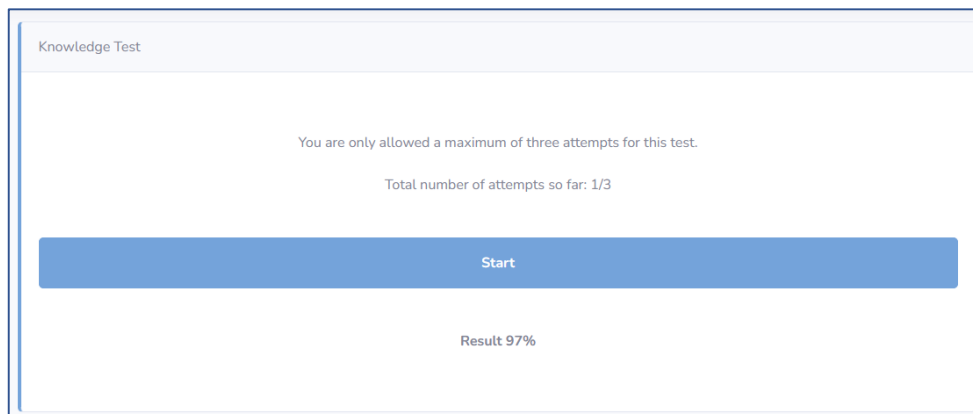 Knowledge Test
You are only allowed a maximum of three attempts for this test.
Total number of attempts so far: 1/3
Start
Result 97%